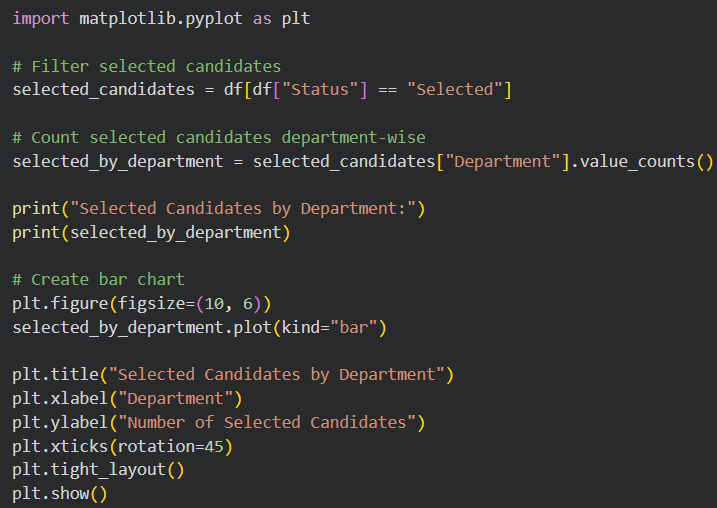 import matplotlib.pyplot as plt
# Filter selected candidates
selected_candidates = df[df["Status"] == "Selected"]
# Count selected candidates department-wise
selected_by_department = selected_candidates["Department"].value_counts()
print("Selected Candidates by Department:")
print(selected_by_department)
# Create bar chart
plt.figure(figsize=(10, 6))
selected_by_department.plot(kind="bar")
plt.title("Selected Candidates by Department")
plt.xlabel("Department")
plt.ylabel("Number of Selected Candidates")
plt.xticks(rotation=45)
plt.tight_layout()
plt.show()